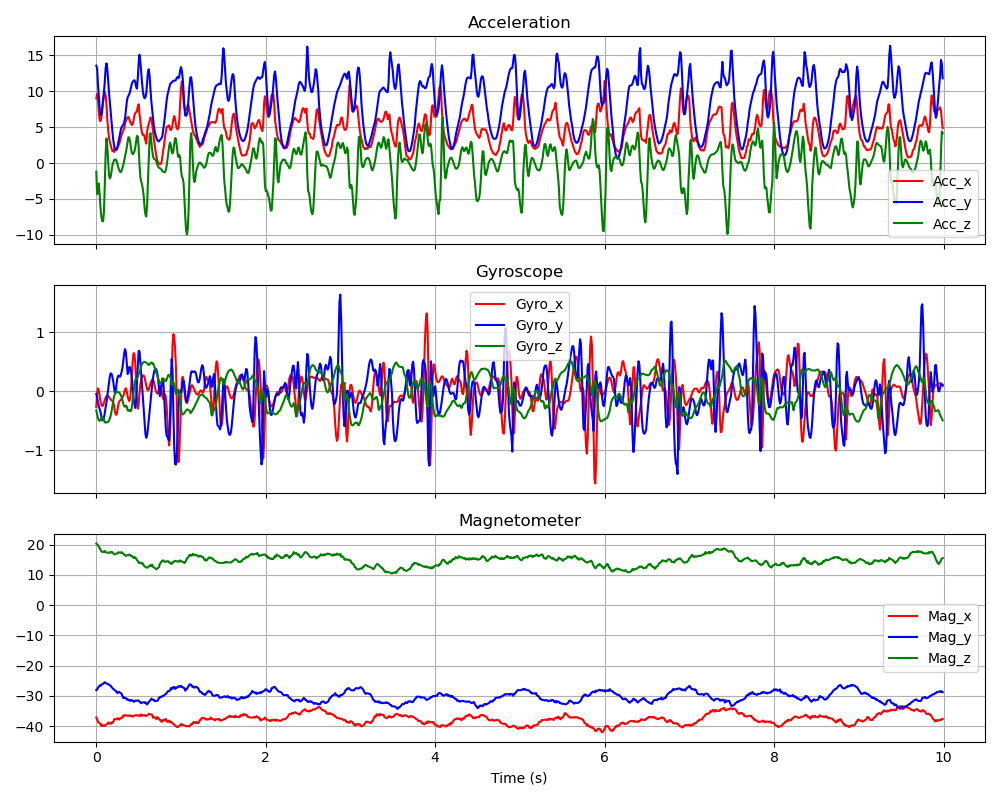 Acceleration
15
10
5
0
−5
−10
Acc_x
Acc_y
Acc_z
Gyroscope
1
0
−1
Gyro_x
Gyro_y
Gyro_z
Magnetometer
20
10
0
−10
−20
−30
−40
Mag_x
Mag_y
Mag_z
0 2 4 6 8 10
Time (s)